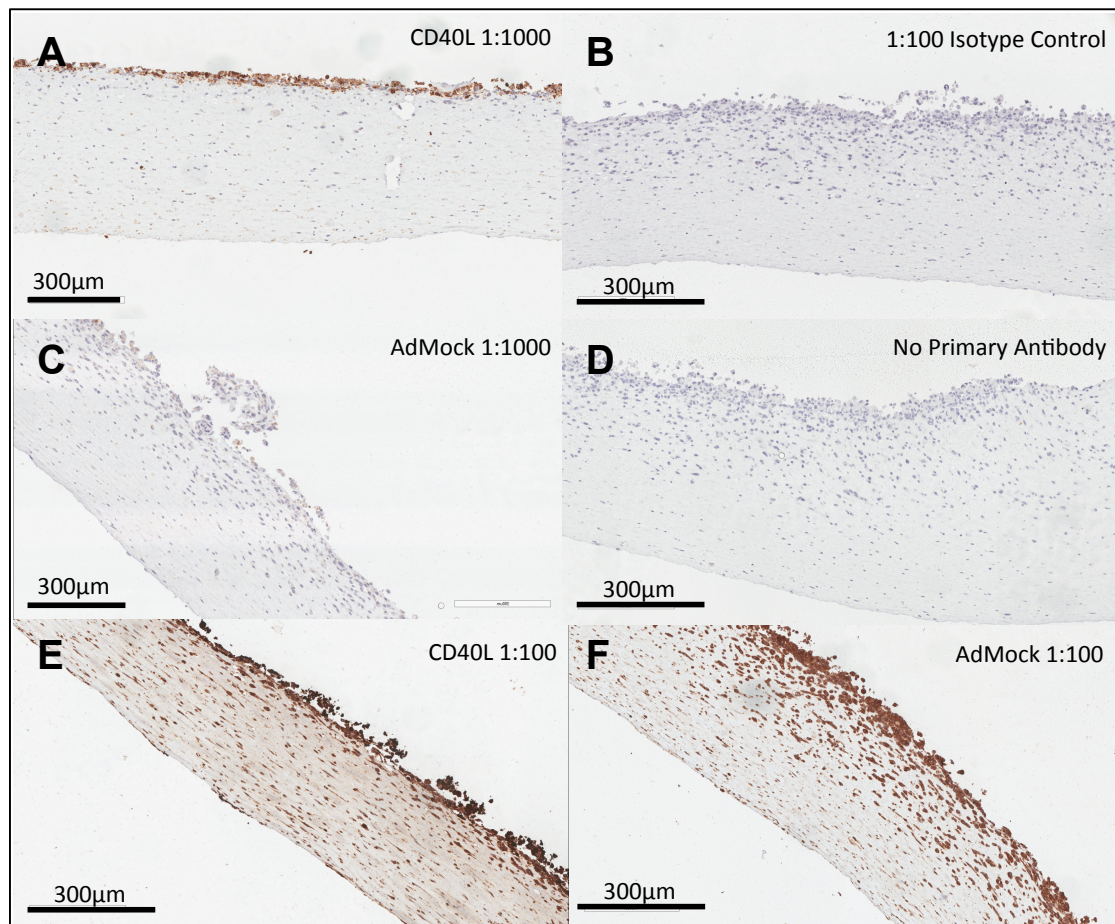 A
CD40L 1:1000
300µm
B
1:100 Isotype Control
300µm
C
AdMock 1:1000
300µm
D
No Primary Antibody
300µm
E
CD40L 1:100
300µm
F
AdMock 1:100
300µm